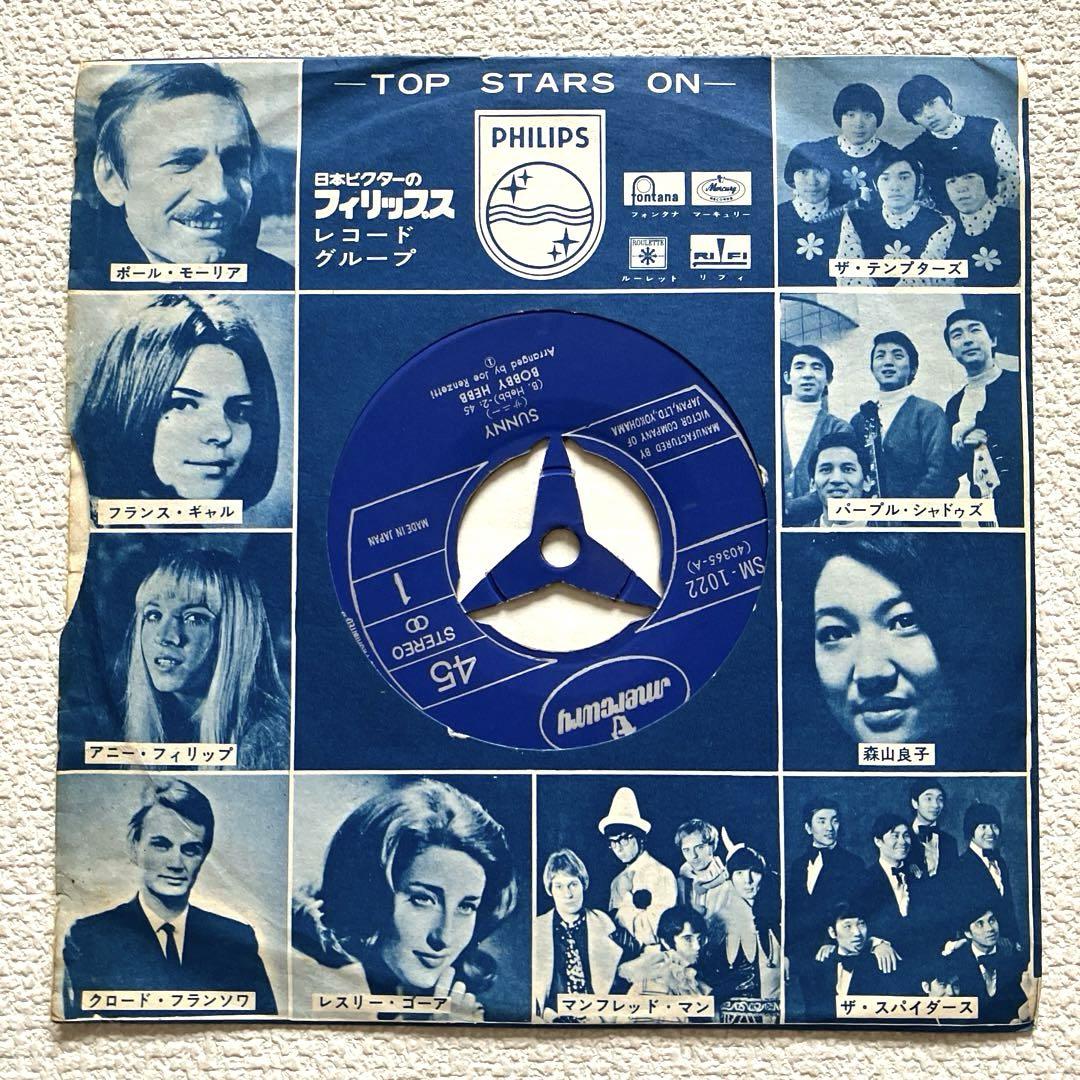 TOP STARS ON
PHILIPS
日本ビクターの
フィリップス
レコード
グループ
fontana
フォンタナ
Mercury
マーキュリー
ROULETTE
ルーレット
RIFI
リフィ
ポール・モーリア
ザ・テンプターズ
フランス・ギャル
パープル・シャドゥズ
アニー・フィリップ
森山良子
クロード・フランソワ
レスリー・ゴーア
マンフレッド・マン
ザ・スパイダース
mercury
45
STEREO
1
MADE IN JAPAN
SM-1022
(40365-A)
MANUFACTURED BY
VICTOR COMPANY OF
JAPAN, LTD., YOKOHAMA
SUNNY
(サニー)
(B. Hebb)-2:45
BOBBY HEBB
Arranged by Joe Renzetti
①